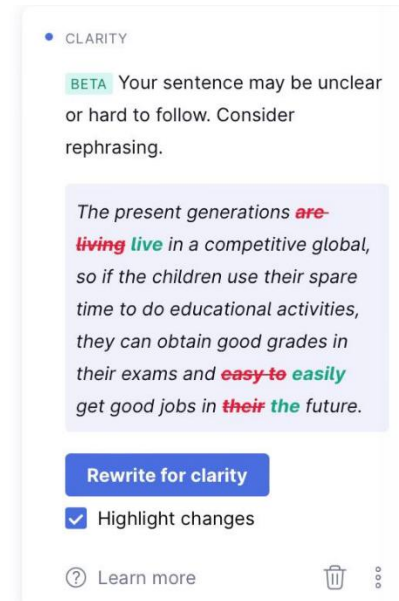 CLARITY
BETA Your sentence may be unclear
or hard to follow. Consider
rephrasing.
The present generations are
living live in a competitive global,
so if the children use their spare
time to do educational activities,
they can obtain good grades in
their exams and easy to easily
get good jobs in their the future.
Rewrite for clarity
Highlight changes
Learn more